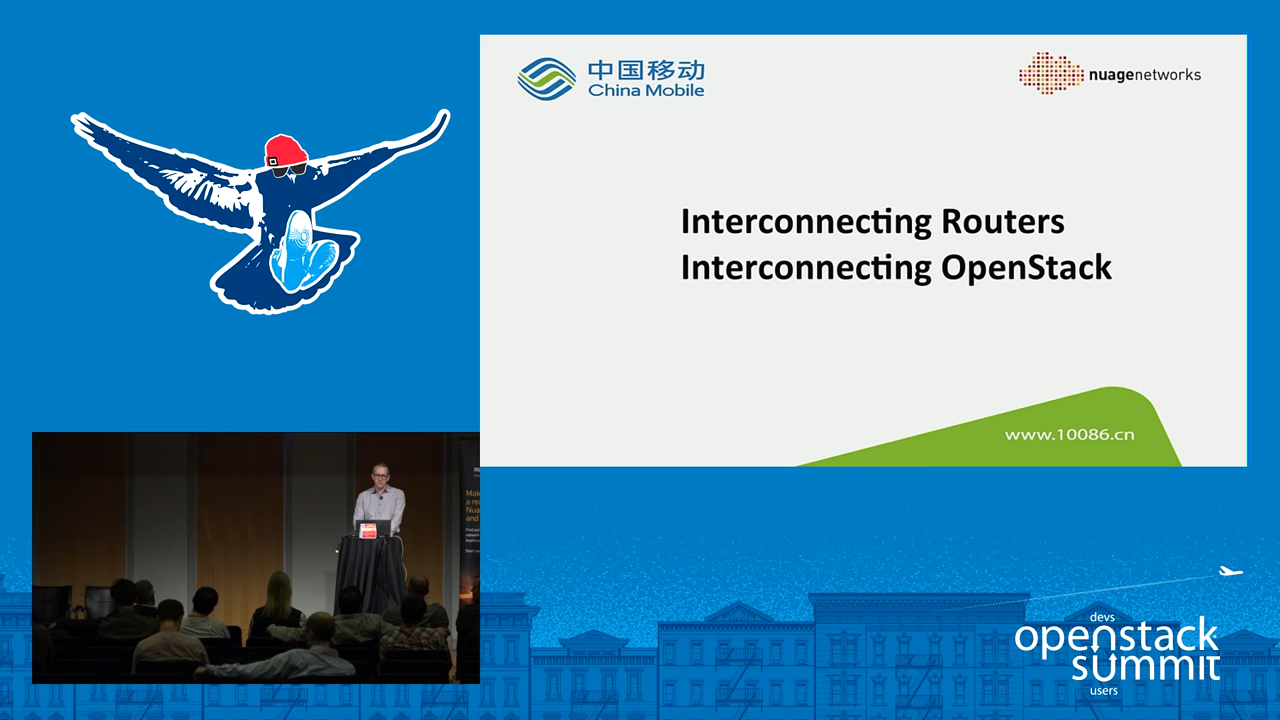 中国移动
China Mobile
nuagenetworks
Interconnecting Routers
Interconnecting OpenStack
www.10086.cn
devs
openstack
summit
users